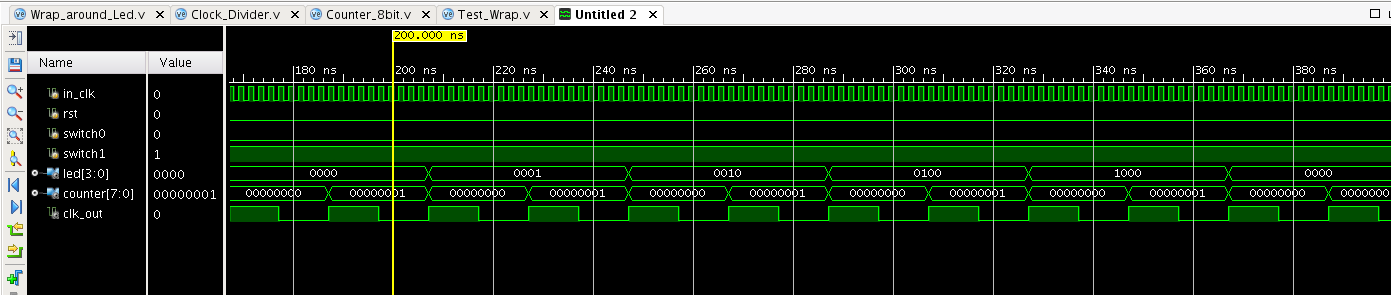 Wrap_around_Led.v Clock_Divider.v Counter_8bit.v Test_Wrap.v Untitled 2
200.000 ns
Name Value
180 ns 200 ns 220 ns 240 ns 260 ns 280 ns 300 ns 320 ns 340 ns 360 ns 380 ns
in_clk 0
rst 0
switch0 0
switch1 1
led[3:0] 0000 0000 0001 0010 0100 1000 0000
counter[7:0] 00000001 00000000 00000001 00000000 00000001 00000000 00000001 00000000 00000001 00000000 00000001 00000000 0000000
clk_out 0